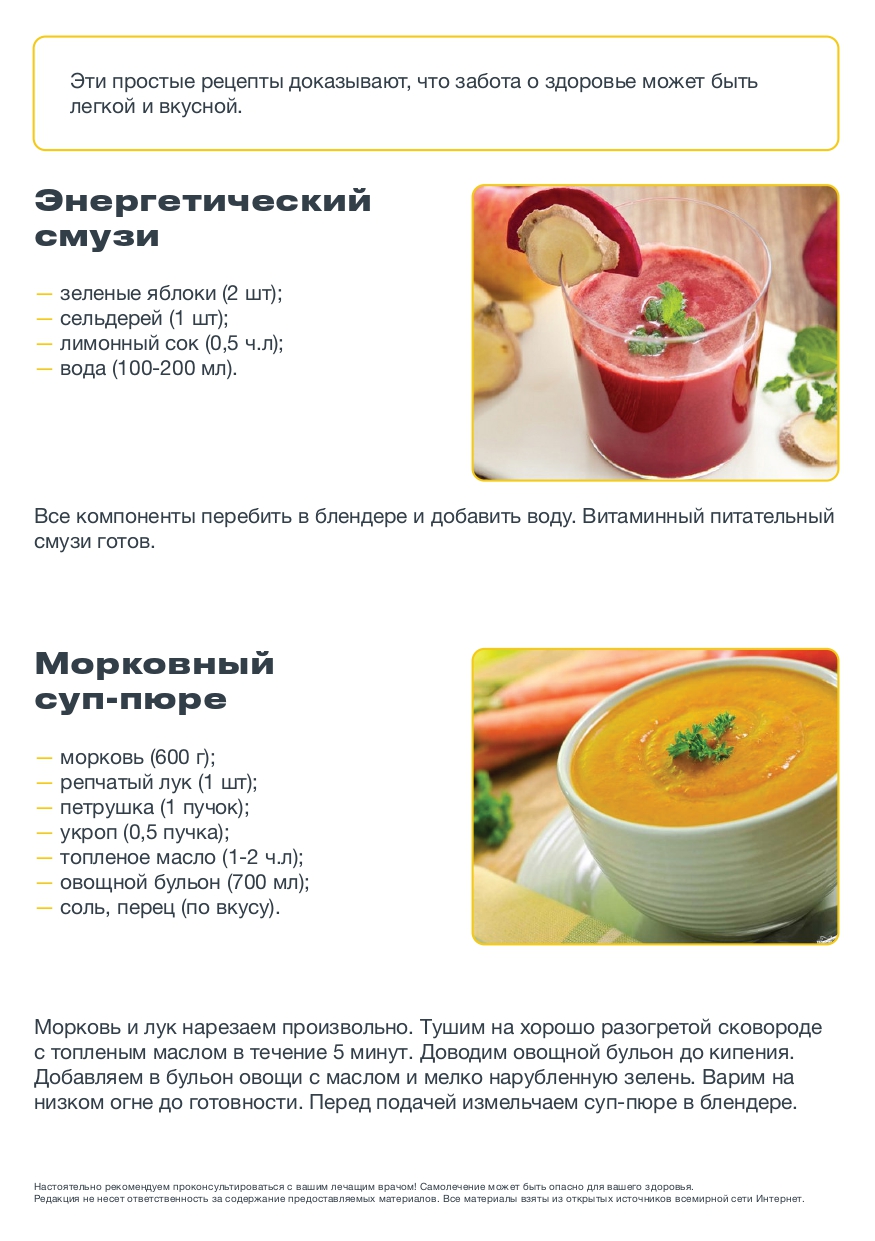 Эти простые рецепты доказывают, что забота о здоровье может быть
легкой и вкусной.
Энергетический
смузи
— зеленые яблоки (2 шт);
— сельдерей (1 шт);
— лимонный сок (0,5 ч.л);
— вода (100-200 мл).
Все компоненты перебить в блендере и добавить воду. Витаминный питательный
смузи готов.
Морковный
суп-пюре
— морковь (600 г);
— репчатый лук (1 шт);
— петрушка (1 пучок);
— укроп (0,5 пучка);
— топленое масло (1-2 ч.л);
— овощной бульон (700 мл);
— соль, перец (по вкусу).
Морковь и лук нарезаем произвольно. Тушим на хорошо разогретой сковороде
с топленым маслом в течение 5 минут. Доводим овощной бульон до кипения.
Добавляем в бульон овощи с маслом и мелко нарубленную зелень. Варим на
низком огне до готовности. Перед подачей измельчаем суп-пюре в блендере.
Настоятельно рекомендуем проконсультироваться с вашим лечащим врачом! Самолечение может быть опасно для вашего здоровья.
Редакция не несет ответственность за содержание предоставляемых материалов. Все материалы взяты из открытых источников всемирной сети Интернет.